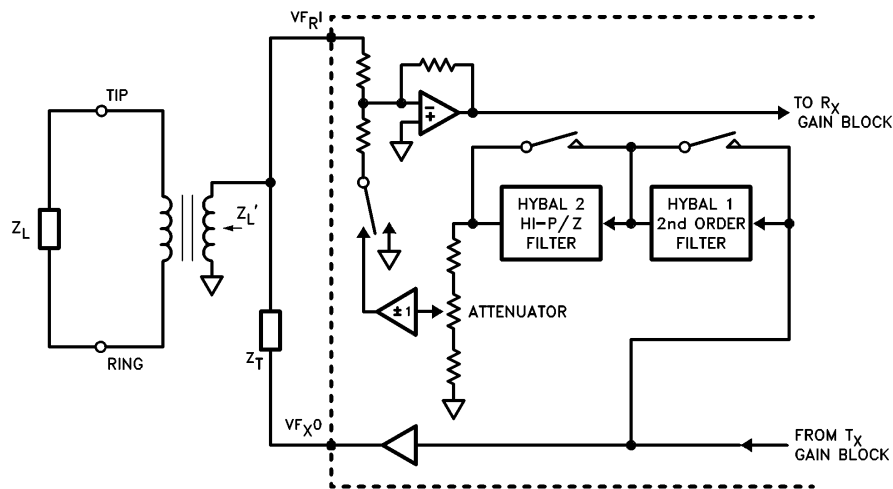 VFRI
TIP
TO RX
GAIN BLOCK
−
+
HYBAL 2
HI-P/Z
FILTER
HYBAL 1
2nd ORDER
FILTER
ZL
ZL'
±1
ATTENUATOR
ZT
RING
VFXO
FROM TX
GAIN BLOCK